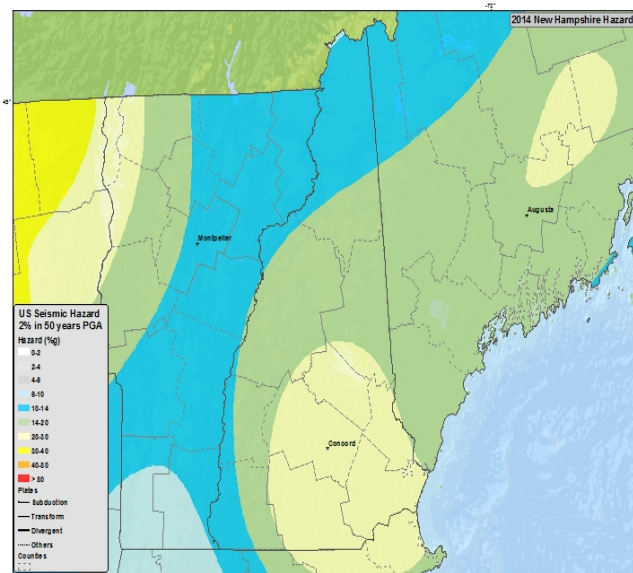 -70°
2014 New Hampshire Hazard
45°
Augusta
Montpelier
US Seismic Hazard
2% in 50 years PGA
Hazard (%g)
0-2
2-4
4-6
6-10
10-14
14-20
20-30
30-40
40-80
> 80
Plates
Subduction
Transform
Divergent
Others
Counties
Concord